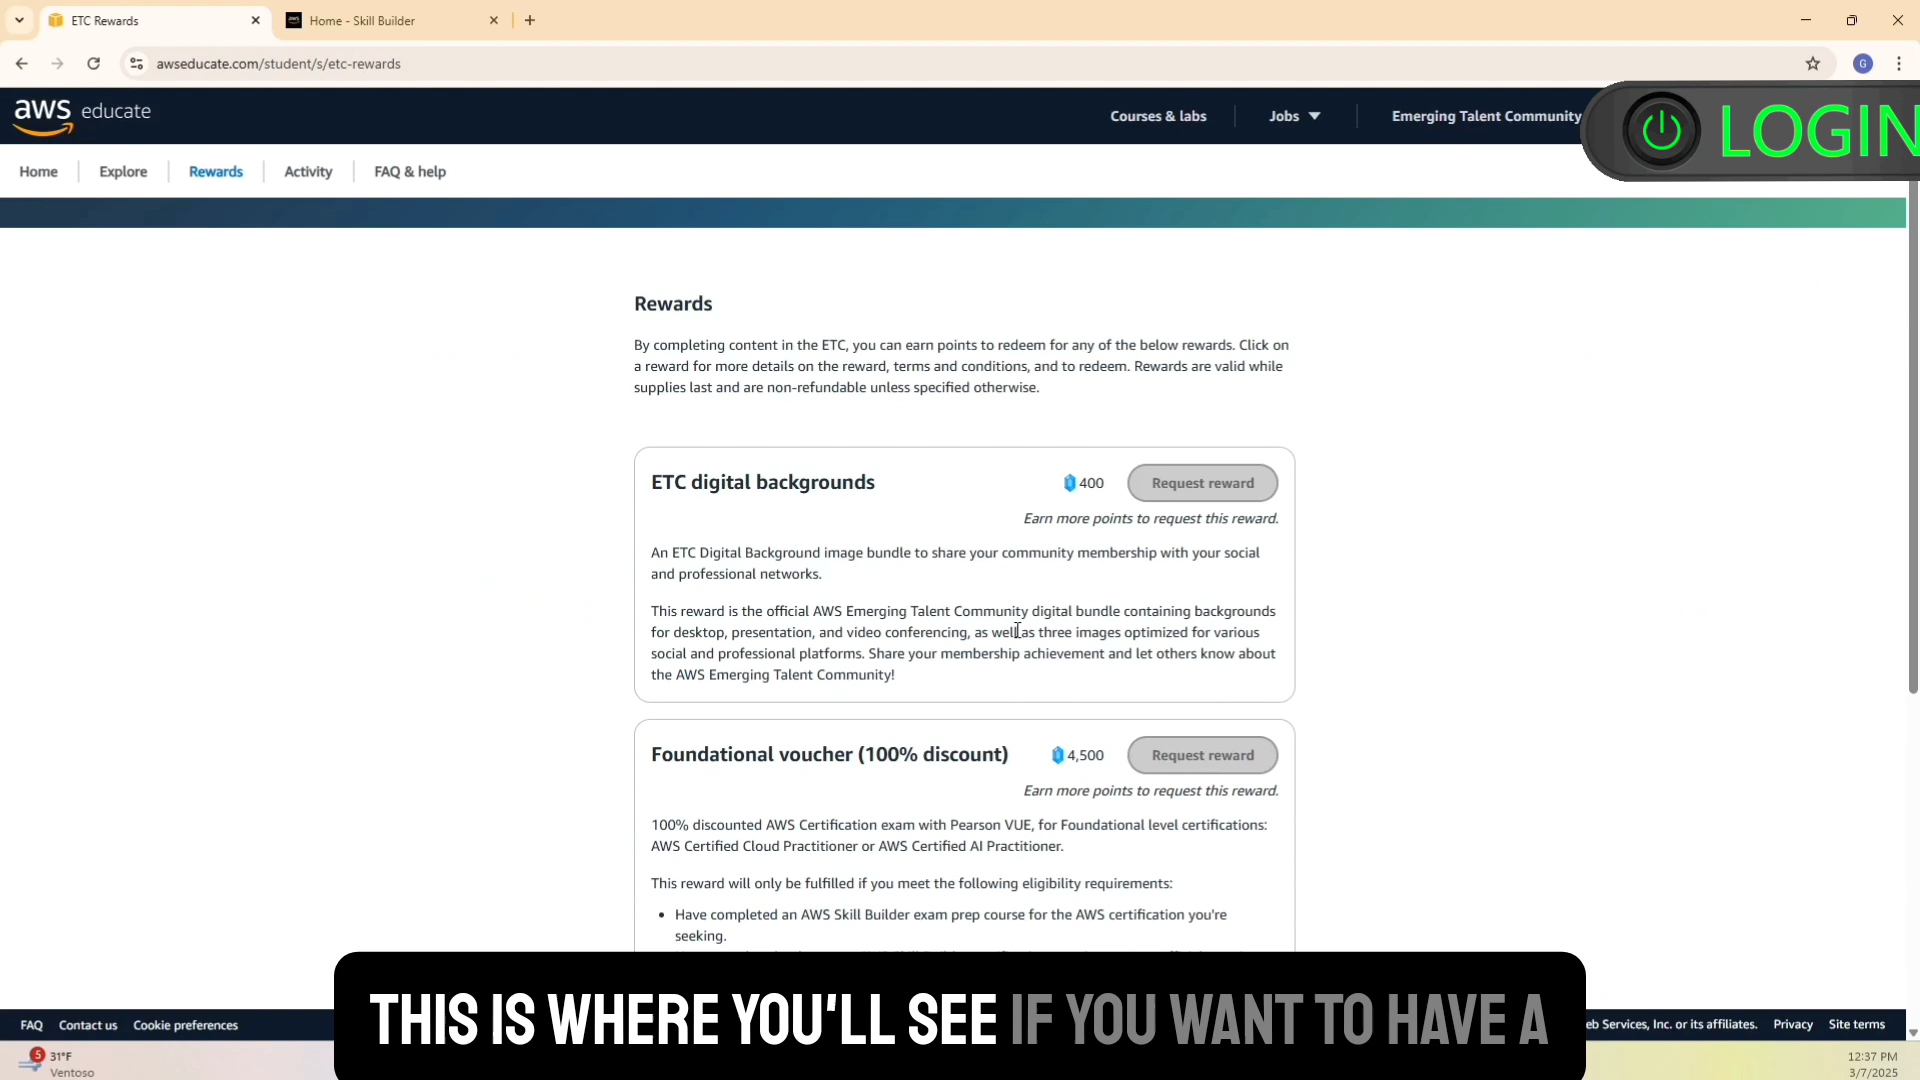 ETC Rewards
Home - Skill Builder
awseducate.com/student/s/etc-rewards
G
aws educate
Courses & labs
Jobs
Emerging Talent Community
LOGIN
Home
Explore
Rewards
Activity
FAQ & help
Rewards
By completing content in the ETC, you can earn points to redeem for any of the below rewards. Click on
a reward for more details on the reward, terms and conditions, and to redeem. Rewards are valid while
supplies last and are non-refundable unless specified otherwise.
ETC digital backgrounds
400
Request reward
Earn more points to request this reward.
An ETC Digital Background image bundle to share your community membership with your social
and professional networks.
This reward is the official AWS Emerging Talent Community digital bundle containing backgrounds
for desktop, presentation, and video conferencing, as well as three images optimized for various
social and professional platforms. Share your membership achievement and let others know about
the AWS Emerging Talent Community!
Foundational voucher (100% discount)
4,500
Request reward
Earn more points to request this reward.
100% discounted AWS Certification exam with Pearson VUE, for Foundational level certifications:
AWS Certified Cloud Practitioner or AWS Certified AI Practitioner.
This reward will only be fulfilled if you meet the following eligibility requirements:
• Have completed an AWS Skill Builder exam prep course for the AWS certification you're
seeking.
THIS IS WHERE YOU'LL SEE IF YOU WANT TO HAVE A
FAQ
Contact us
Cookie preferences
eb Services, Inc. or its affiliates.
Privacy
Site terms
5
31°F
Ventoso
12:37 PM
3/7/2025